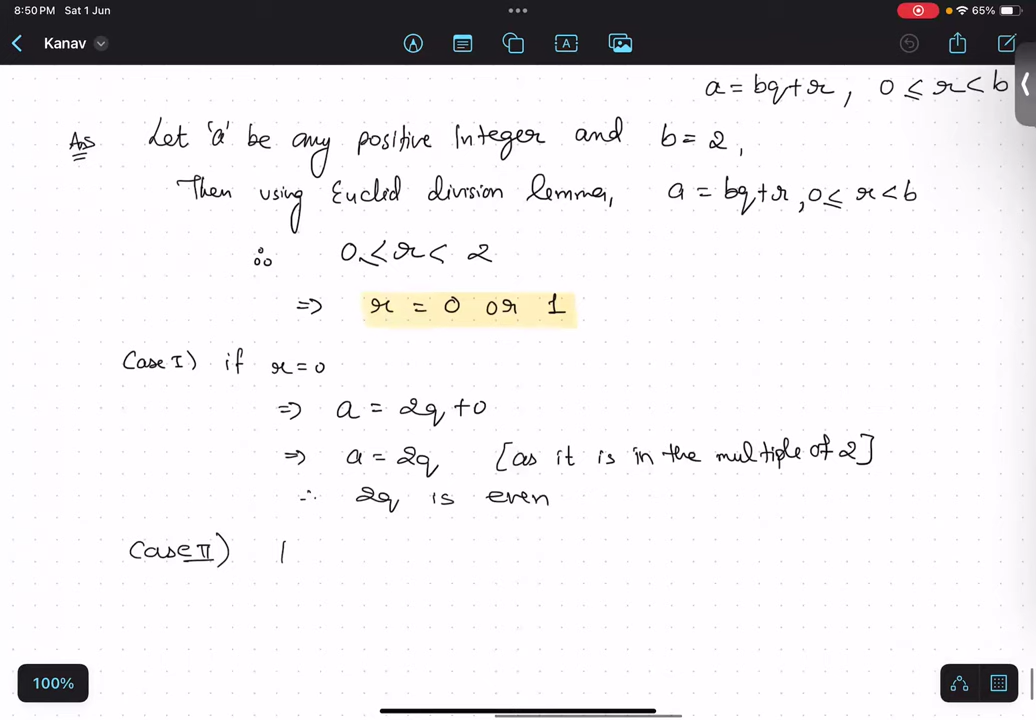 8:50 PM Sat 1 Jun
65%
Kanav
a = bq + r, 0 ≤ r < b
Ans Let 'a' be any positive Integer and b = 2,
Then using Euclid division lemma, a = bq + r, 0 ≤ r < b
∴ 0 ≤ r < 2
⇒ r = 0 or 1
Case I) if r = 0
⇒ a = 2q + 0
⇒ a = 2q [as it is in the multiple of 2]
∴ 2q is even
Case II)
100%